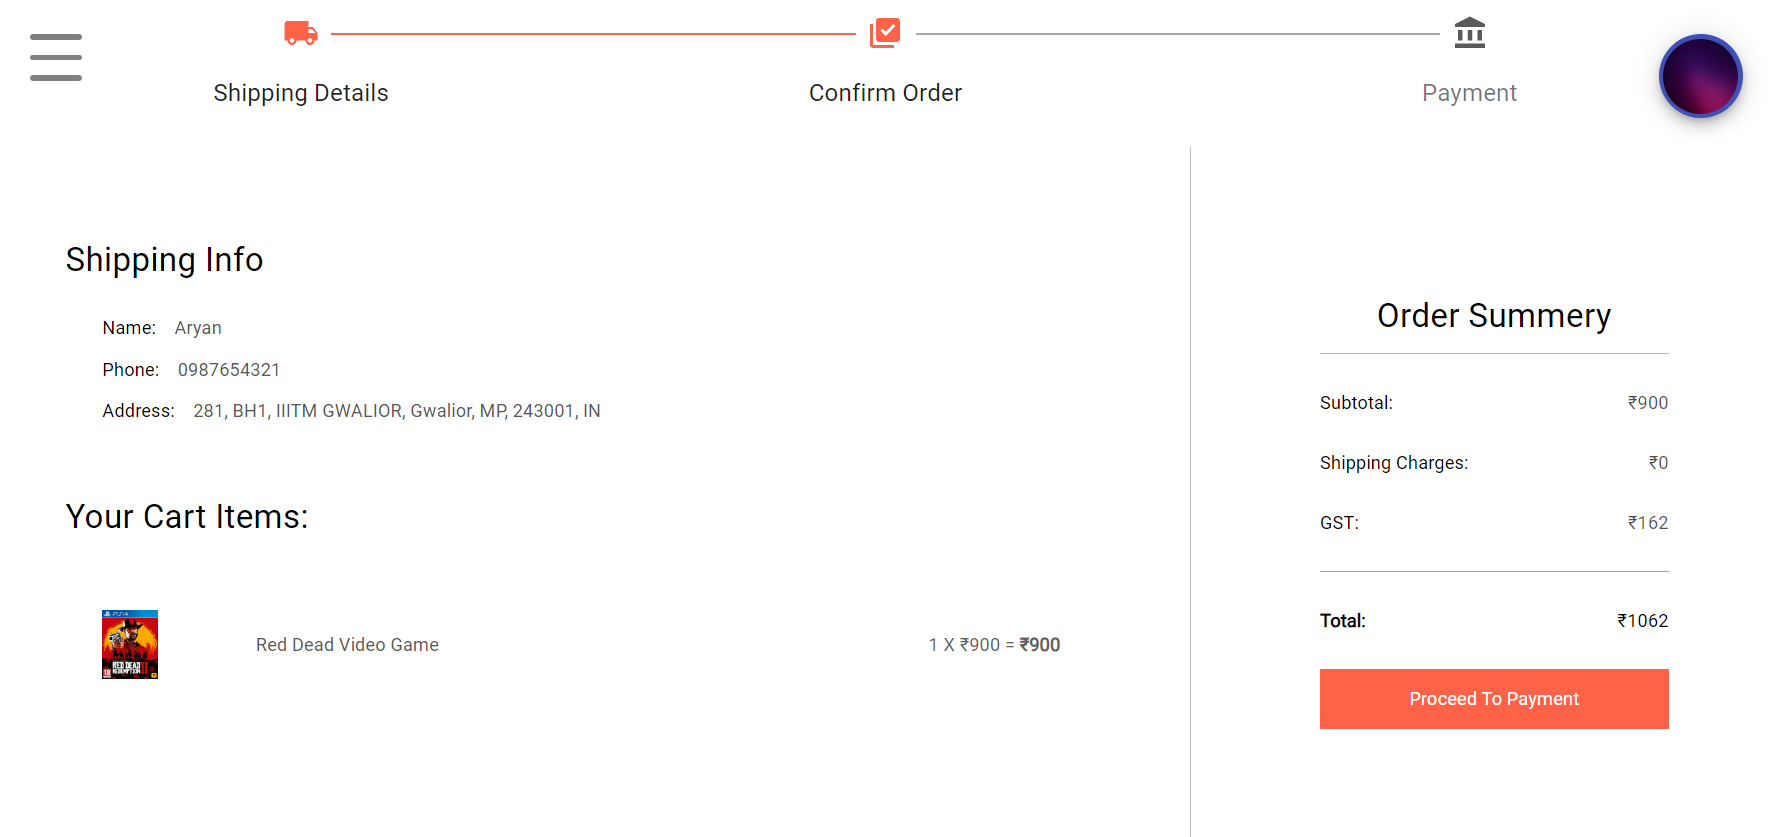 Shipping Details
Confirm Order
Payment
Shipping Info
Name: Aryan
Phone: 0987654321
Address: 281, BH1, IIITM GWALIOR, Gwalior, MP, 243001, IN
Your Cart Items:
PS4
RED DEAD
REDEMPTION II
18
Red Dead Video Game
1 X ₹900 = ₹900
Order Summery
Subtotal: ₹900
Shipping Charges: ₹0
GST: ₹162
Total: ₹1062
Proceed To Payment